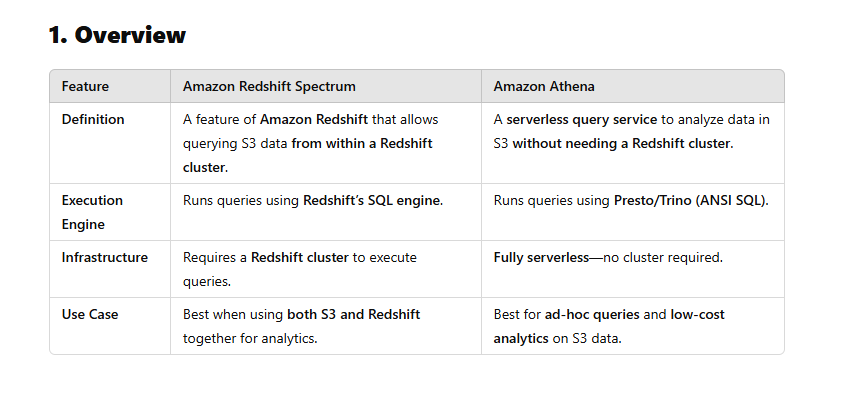 1. Overview
Feature
Amazon Redshift Spectrum
Amazon Athena
Definition
A feature of Amazon Redshift that allows
querying S3 data from within a Redshift
cluster.
A serverless query service to analyze data in
S3 without needing a Redshift cluster.
Execution
Engine
Runs queries using Redshift’s SQL engine.
Runs queries using Presto/Trino (ANSI SQL).
Infrastructure
Requires a Redshift cluster to execute
queries.
Fully serverless—no cluster required.
Use Case
Best when using both S3 and Redshift
together for analytics.
Best for ad-hoc queries and low-cost
analytics on S3 data.